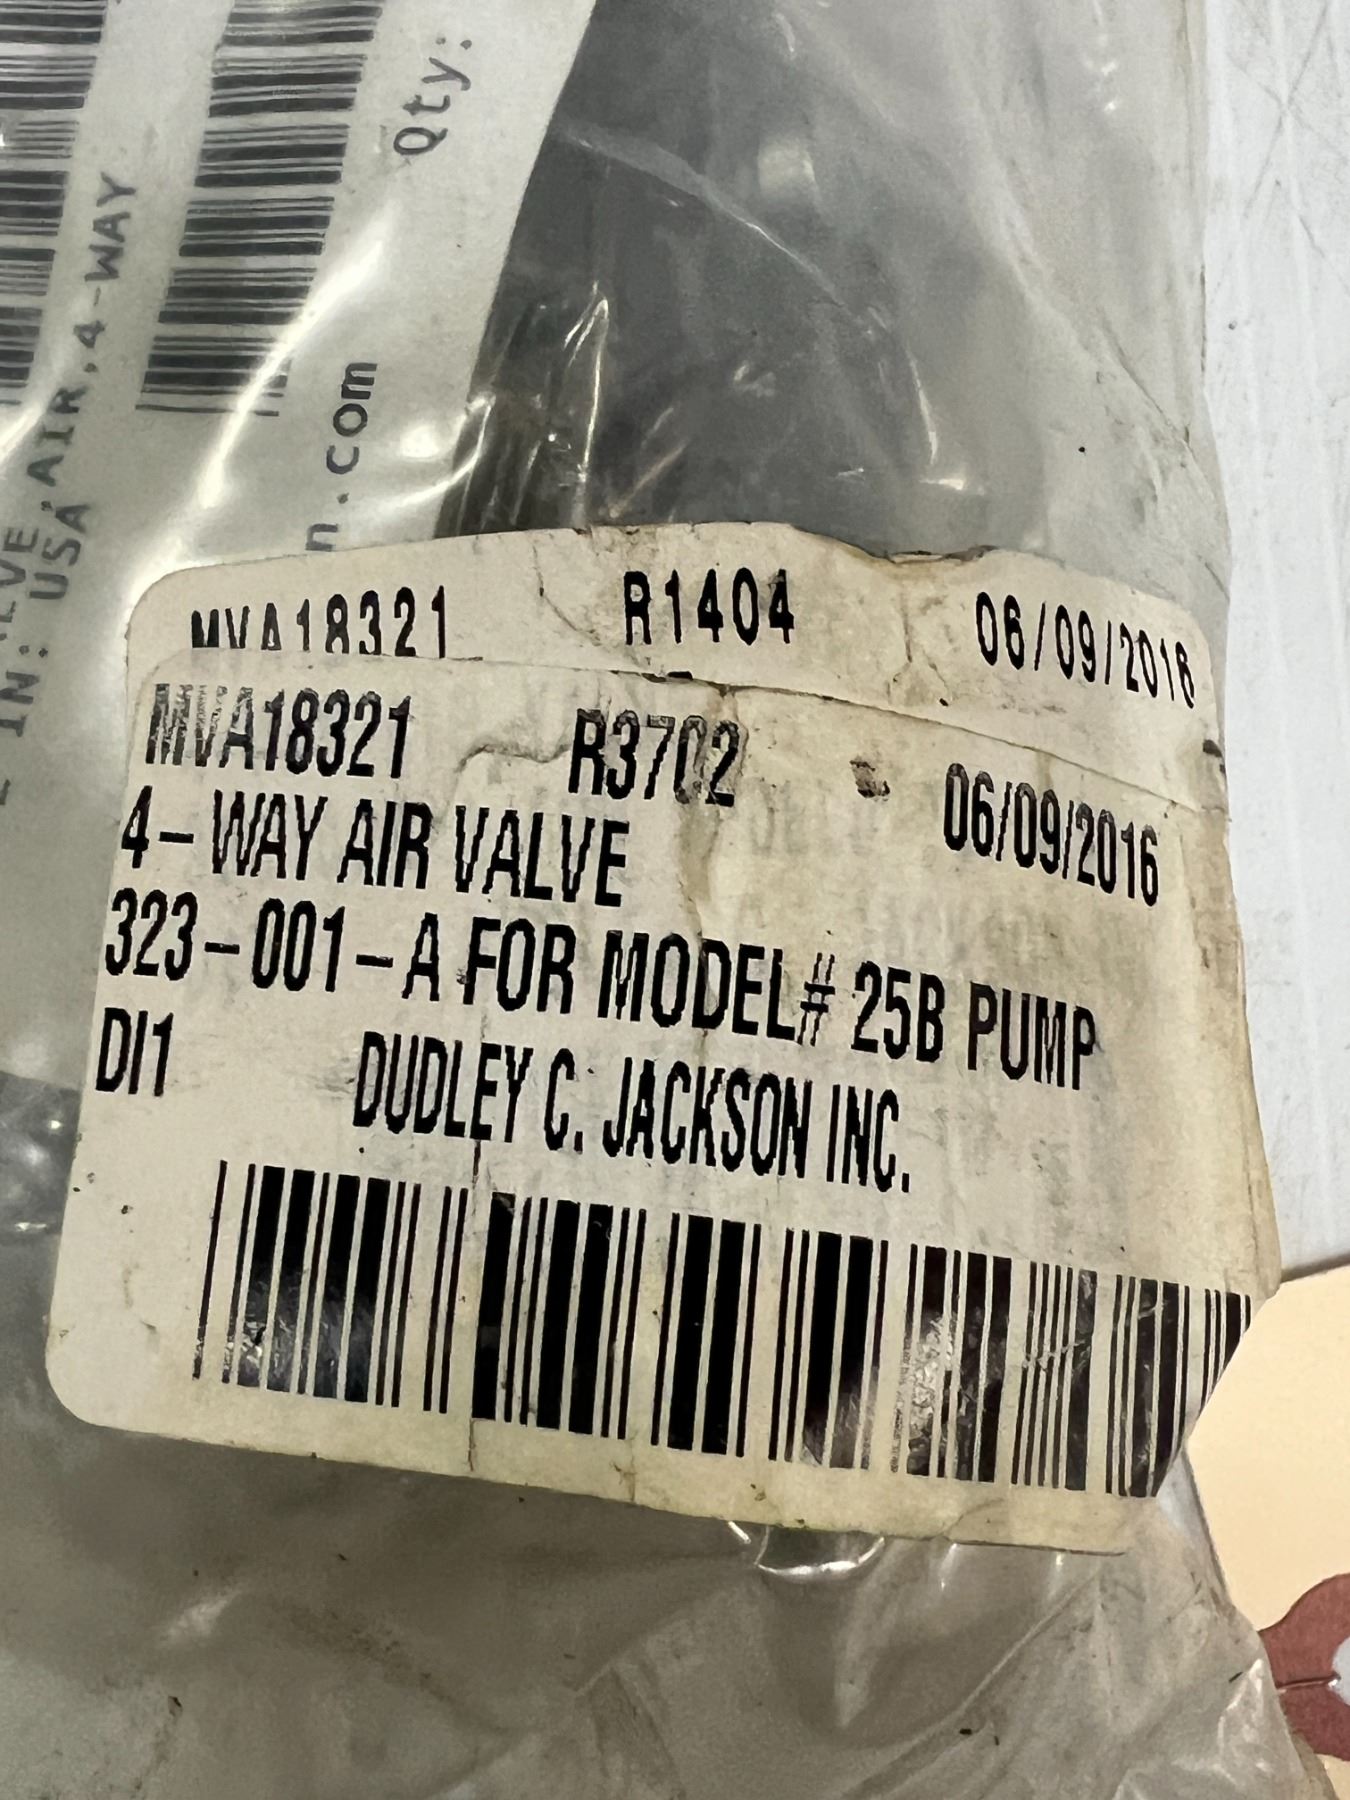 Qty:
VALVE,AIR,4-WAY
IN: USA
n.com
MVA18321 R1404 06/09/2016
MVA18321 R3702 06/09/2016
4-WAY AIR VALVE
323-001-A FOR MODEL# 25B PUMP
DI1 DUDLEY C. JACKSON INC.